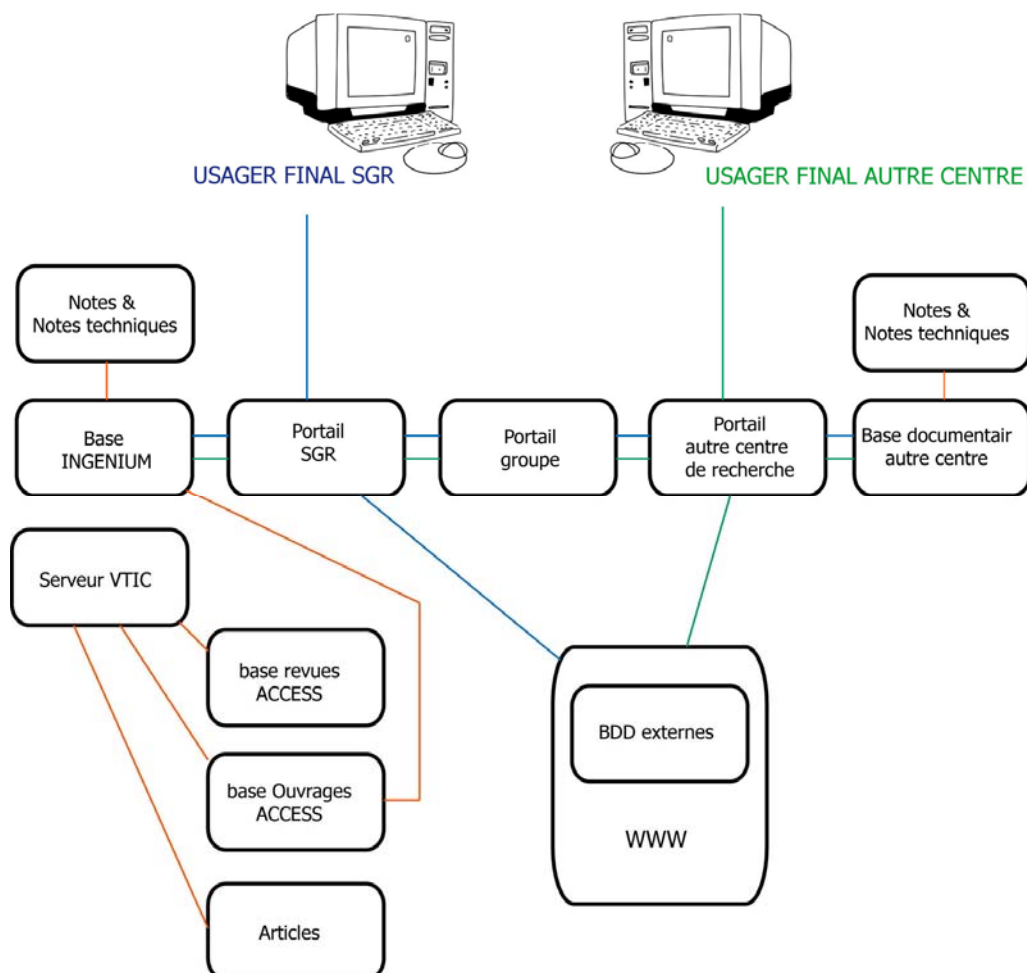 USAGER FINAL SGR
USAGER FINAL AUTRE CENTRE
Notes &
Notes techniques
Notes &
Notes techniques
Base
INGENIUM
Portail
SGR
Portail
groupe
Portail
autre centre
de recherche
Base documentair
autre centre
Serveur VTIC
base revues
ACCESS
base Ouvrages
ACCESS
Articles
BDD externes
WWW